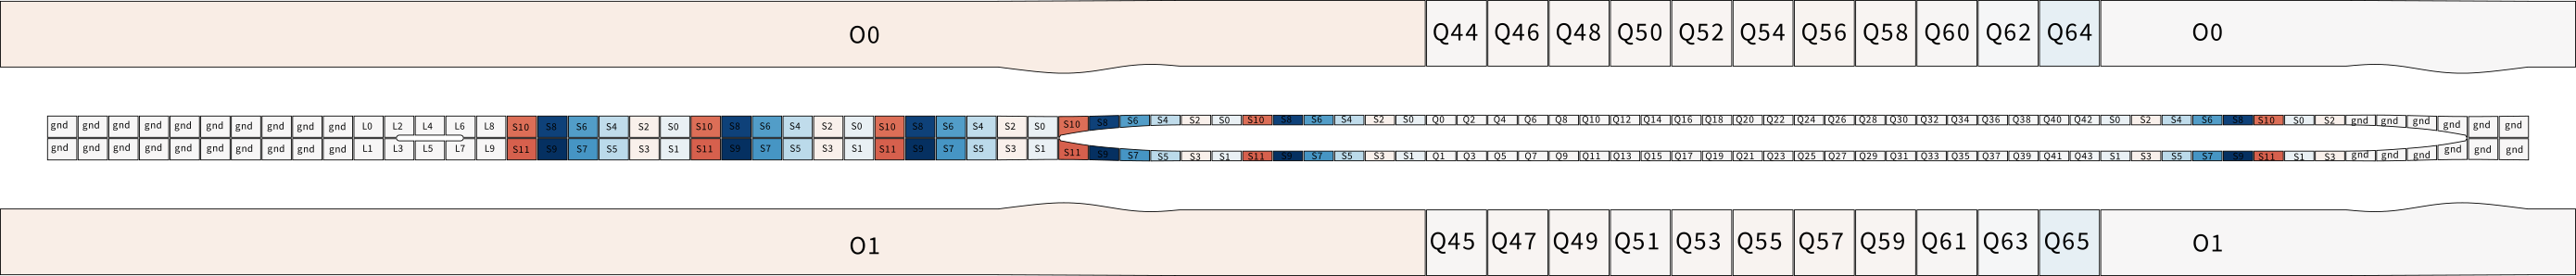 O0 Q44 Q46 Q48 Q50 Q52 Q54 Q56 Q58 Q60 Q62 Q64 O0
gnd gnd gnd gnd gnd gnd gnd gnd gnd gnd L0 L2 L4 L6 L8 S10 S8 S6 S4 S2 S0 S10 S8 S6 S4 S2 S0 S10 S8 S6 S4 S2 S0 S10 S8 S6 S4 S2 S0 S10 S8 S6 S4 S2 S0 Q0 Q2 Q4 Q6 Q8 Q10 Q12 Q14 Q16 Q18 Q20 Q22 Q24 Q26 Q28 Q30 Q32 Q34 Q36 Q38 Q40 Q42 S0 S2 S4 S6 S8 S10 S0 S2 gnd gnd gnd gnd gnd gnd
gnd gnd gnd gnd gnd gnd gnd gnd gnd gnd L1 L3 L5 L7 L9 S11 S9 S7 S5 S3 S1 S11 S9 S7 S5 S3 S1 S11 S9 S7 S5 S3 S1 S11 S9 S7 S5 S3 S1 S11 S9 S7 S5 S3 S1 Q1 Q3 Q5 Q7 Q9 Q11 Q13 Q15 Q17 Q19 Q21 Q23 Q25 Q27 Q29 Q31 Q33 Q35 Q37 Q39 Q41 Q43 S1 S3 S5 S7 S9 S11 S1 S3 gnd gnd gnd gnd gnd gnd
O1 Q45 Q47 Q49 Q51 Q53 Q55 Q57 Q59 Q61 Q63 Q65 O1